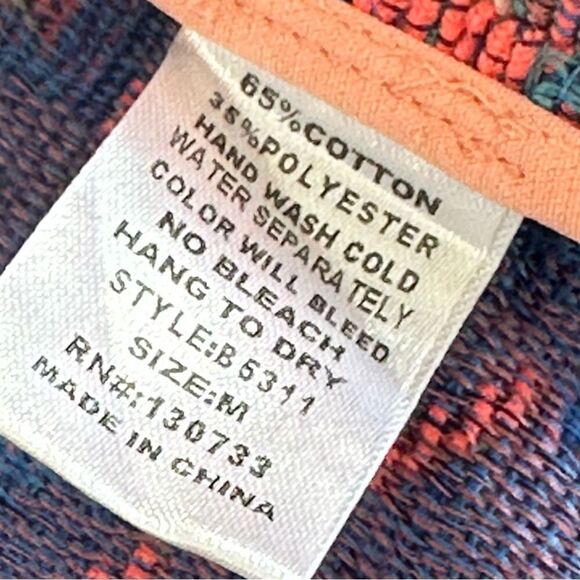 65%COTTON
35%POLYESTER
HAND WASH COLD
WATER SEPARATELY
COLOR WILL BLEED
NO BLEACH
HANG TO DRY
STYLE:B5311
SIZE:M
RN#:130733
MADE IN CHINA